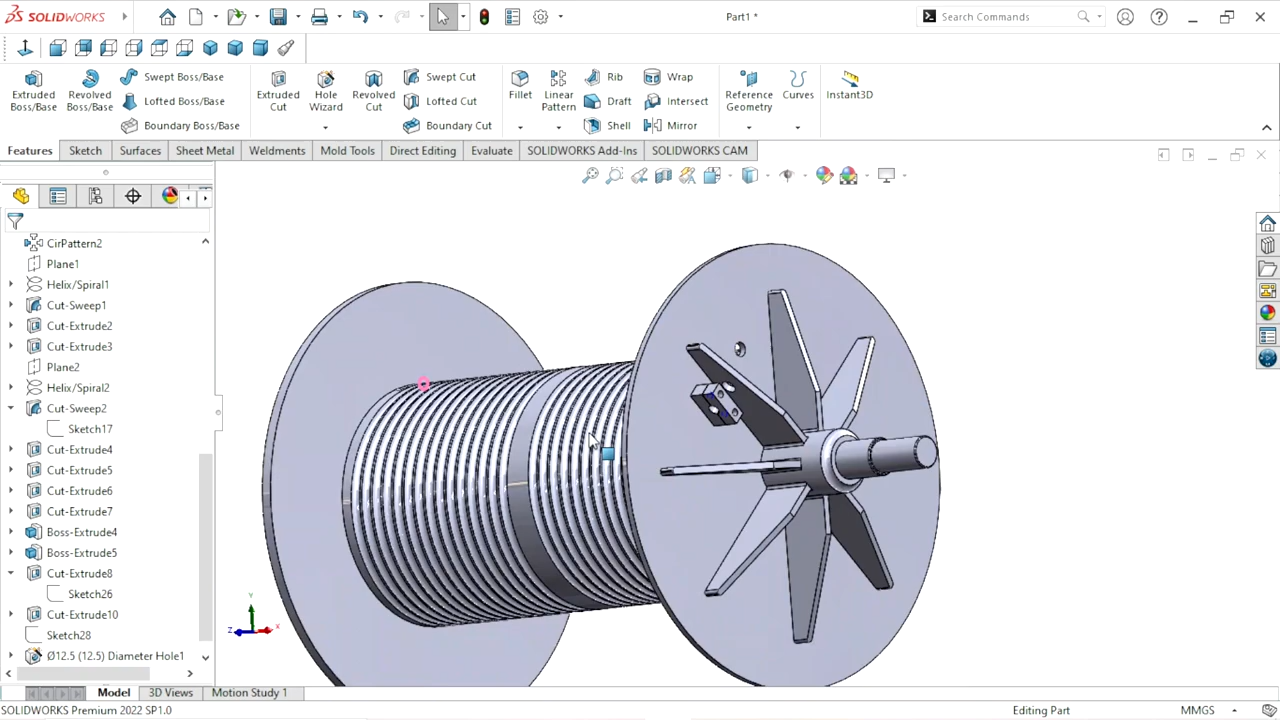 SOLIDWORKS
Part1 *
Search Commands
Extruded Boss/Base
Revolved Boss/Base
Swept Boss/Base
Lofted Boss/Base
Boundary Boss/Base
Extruded Cut
Hole Wizard
Revolved Cut
Swept Cut
Lofted Cut
Boundary Cut
Fillet
Linear Pattern
Rib
Draft
Shell
Wrap
Intersect
Mirror
Reference Geometry
Curves
Instant3D
Features Sketch Surfaces Sheet Metal Weldments Mold Tools Direct Editing Evaluate SOLIDWORKS Add-Ins SOLIDWORKS CAM
CirPattern2
Plane1
Helix/Spiral1
Cut-Sweep1
Cut-Extrude2
Cut-Extrude3
Plane2
Helix/Spiral2
Cut-Sweep2
Sketch17
Cut-Extrude4
Cut-Extrude5
Cut-Extrude6
Cut-Extrude7
Boss-Extrude4
Boss-Extrude5
Cut-Extrude8
Sketch26
Cut-Extrude10
Sketch28
Ø12.5 (12.5) Diameter Hole1
Y
Z
X
Model 3D Views Motion Study 1
SOLIDWORKS Premium 2022 SP1.0
Editing Part
MMGS